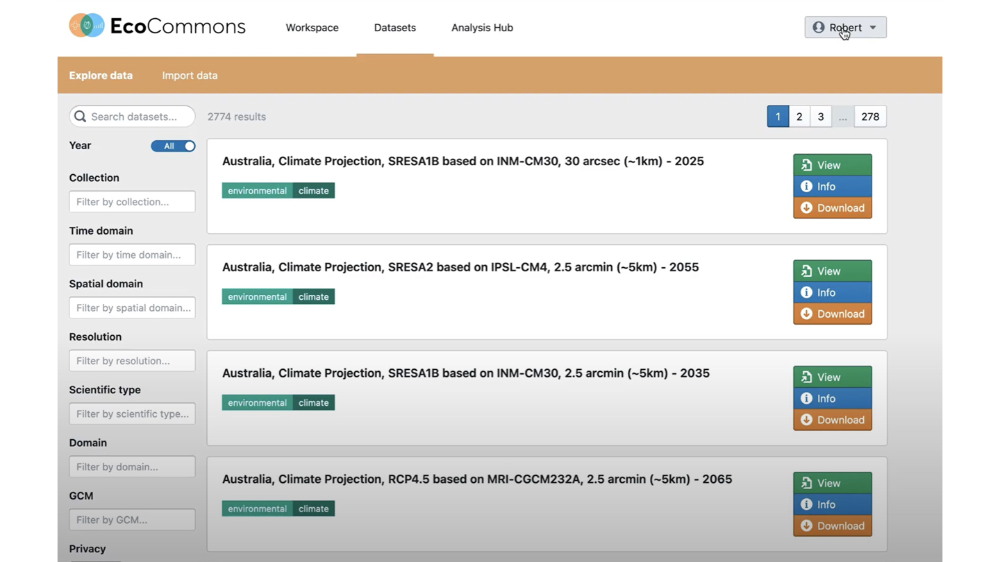 EcoCommons
Workspace
Datasets
Analysis Hub
Robert
Explore data
Import data
Search datasets...
2774 results
1 2 3 ... 278
Year
All
Collection
Filter by collection...
Time domain
Filter by time domain...
Spatial domain
Filter by spatial domain...
Resolution
Filter by resolution...
Scientific type
Filter by scientific type...
Domain
Filter by domain...
GCM
Filter by GCM...
Privacy
Australia, Climate Projection, SRESA1B based on INM-CM30, 30 arcsec (~1km) - 2025
environmental climate
View
Info
Download
Australia, Climate Projection, SRESA2 based on IPSL-CM4, 2.5 arcmin (~5km) - 2055
environmental climate
View
Info
Download
Australia, Climate Projection, SRESA1B based on INM-CM30, 2.5 arcmin (~5km) - 2035
environmental climate
View
Info
Download
Australia, Climate Projection, RCP4.5 based on MRI-CGCM232A, 2.5 arcmin (~5km) - 2065
environmental climate
View
Info
Download